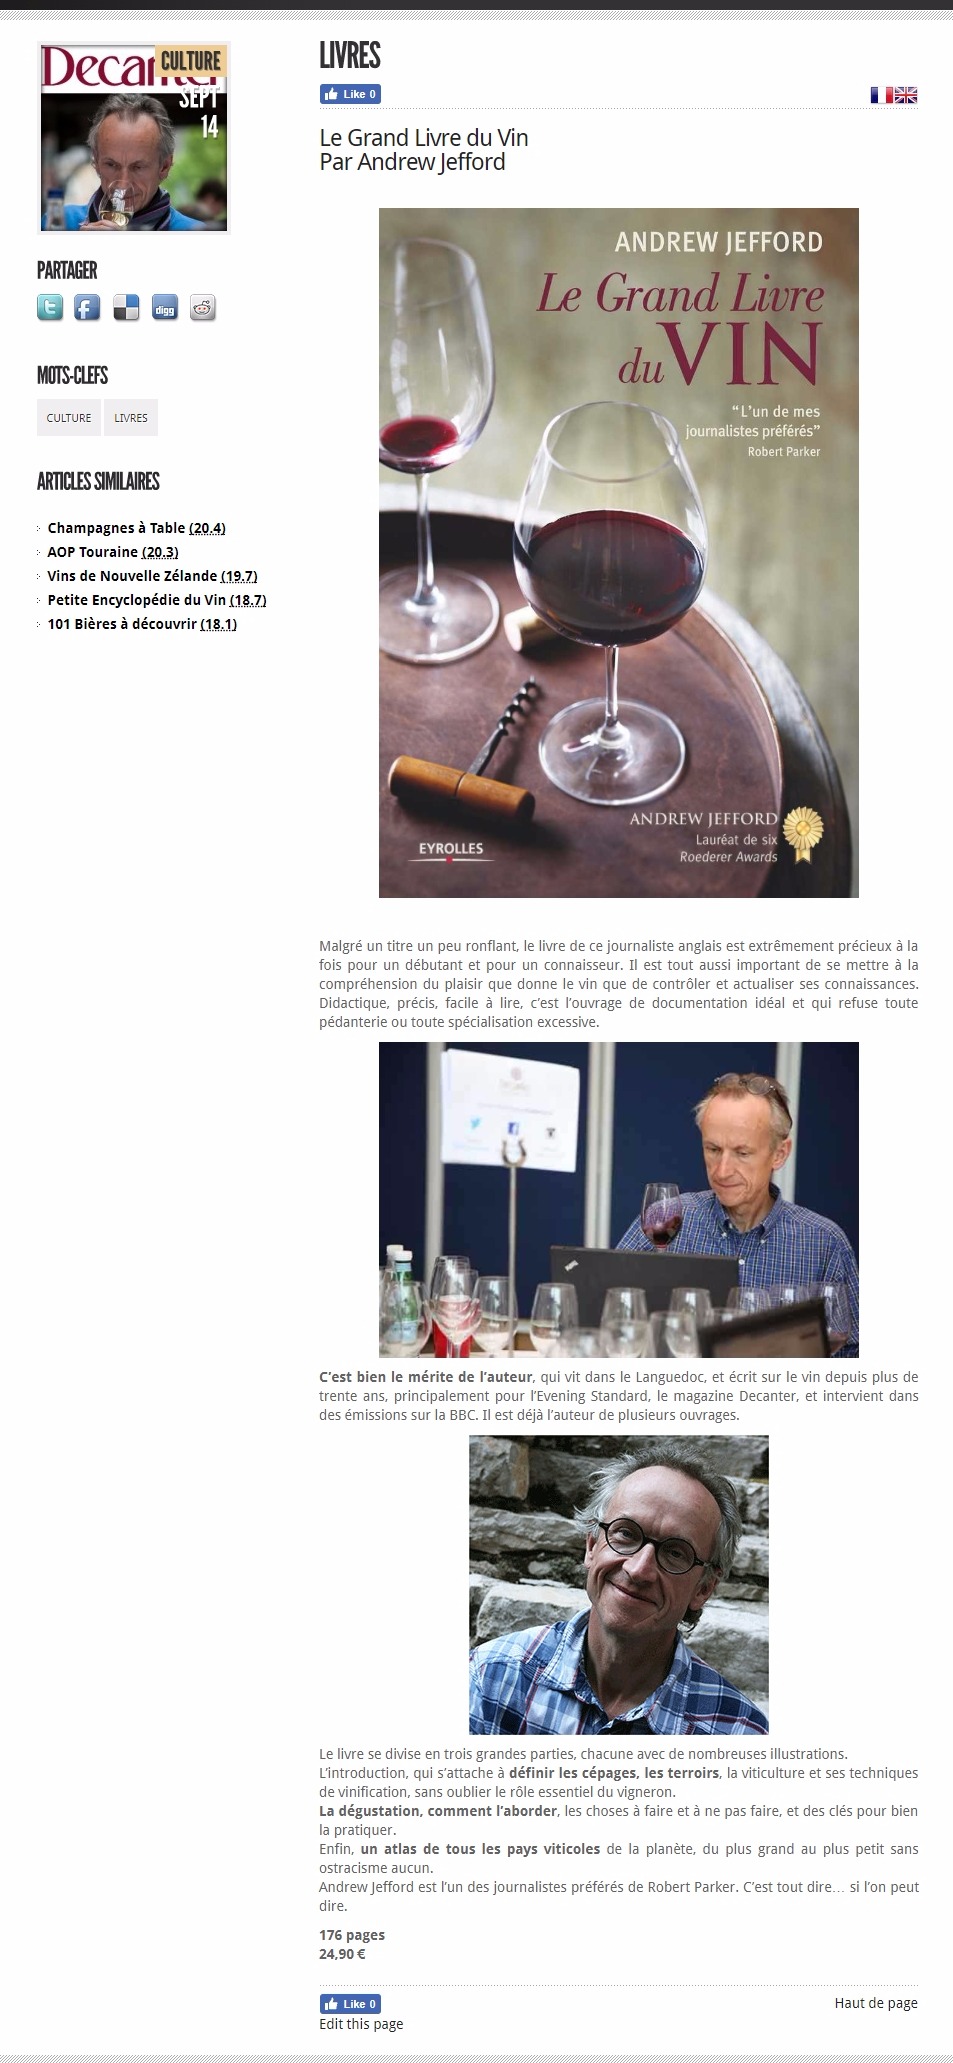 Decanter
CULTURE
SEPT
14
PARTAGER
digg
MOTS-CLEFS
CULTURE
LIVRES
ARTICLES SIMILAIRES
Champagnes à Table (20.4)
AOP Touraine (20.3)
Vins de Nouvelle Zélande (19.7)
Petite Encyclopédie du Vin (18.7)
101 Bières à découvrir (18.1)
LIVRES
Like 0
Le Grand Livre du Vin
Par Andrew Jefford
ANDREW JEFFORD
Le Grand Livre
du VIN
“L’un de mes
journalistes préférés”
Robert Parker
ANDREW JEFFORD
Lauréat de six
Roederer Awards
EYROLLES
Malgré un titre un peu ronflant, le livre de ce journaliste anglais est extrêmement précieux à la
fois pour un débutant et pour un connaisseur. Il est tout aussi important de se mettre à la
compréhension du plaisir que donne le vin que de contrôler et actualiser ses connaissances.
Didactique, précis, facile à lire, c’est l’ouvrage de documentation idéal et qui refuse toute
pédanterie ou toute spécialisation excessive.
C’est bien le mérite de l’auteur, qui vit dans le Languedoc, et écrit sur le vin depuis plus de
trente ans, principalement pour l’Evening Standard, le magazine Decanter, et intervient dans
des émissions sur la BBC. Il est déjà l’auteur de plusieurs ouvrages.
Le livre se divise en trois grandes parties, chacune avec de nombreuses illustrations.
L’introduction, qui s’attache à définir les cépages, les terroirs, la viticulture et ses techniques
de vinification, sans oublier le rôle essentiel du vigneron.
La dégustation, comment l’aborder, les choses à faire et à ne pas faire, et des clés pour bien
la pratiquer.
Enfin, un atlas de tous les pays viticoles de la planète, du plus grand au plus petit sans
ostracisme aucun.
Andrew Jefford est l’un des journalistes préférés de Robert Parker. C’est tout dire… si l’on peut
dire.
176 pages
24,90 €
Like 0
Haut de page
Edit this page